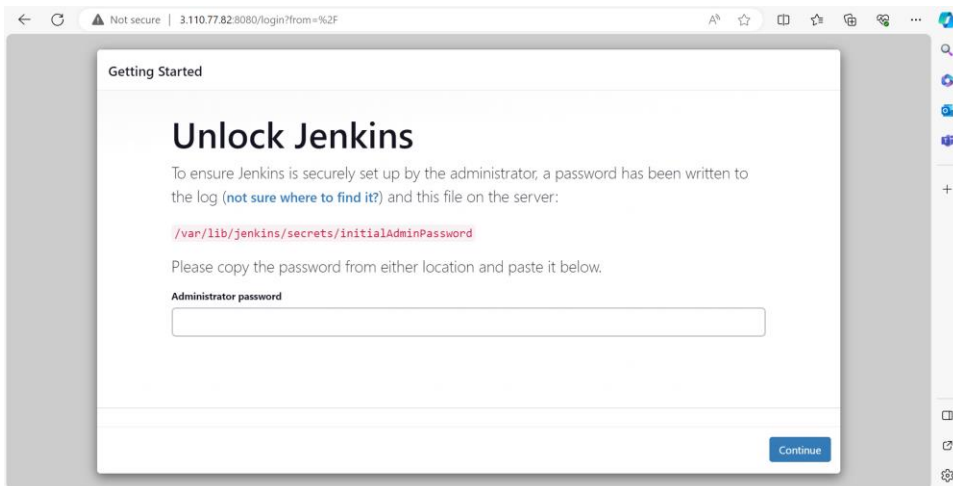 Not secure | 3.110.77.82:8080/login?from=%2F
Getting Started
Unlock Jenkins
To ensure Jenkins is securely set up by the administrator, a password has been written to
the log (not sure where to find it?) and this file on the server:
/var/lib/jenkins/secrets/initialAdminPassword
Please copy the password from either location and paste it below.
Administrator password
Continue